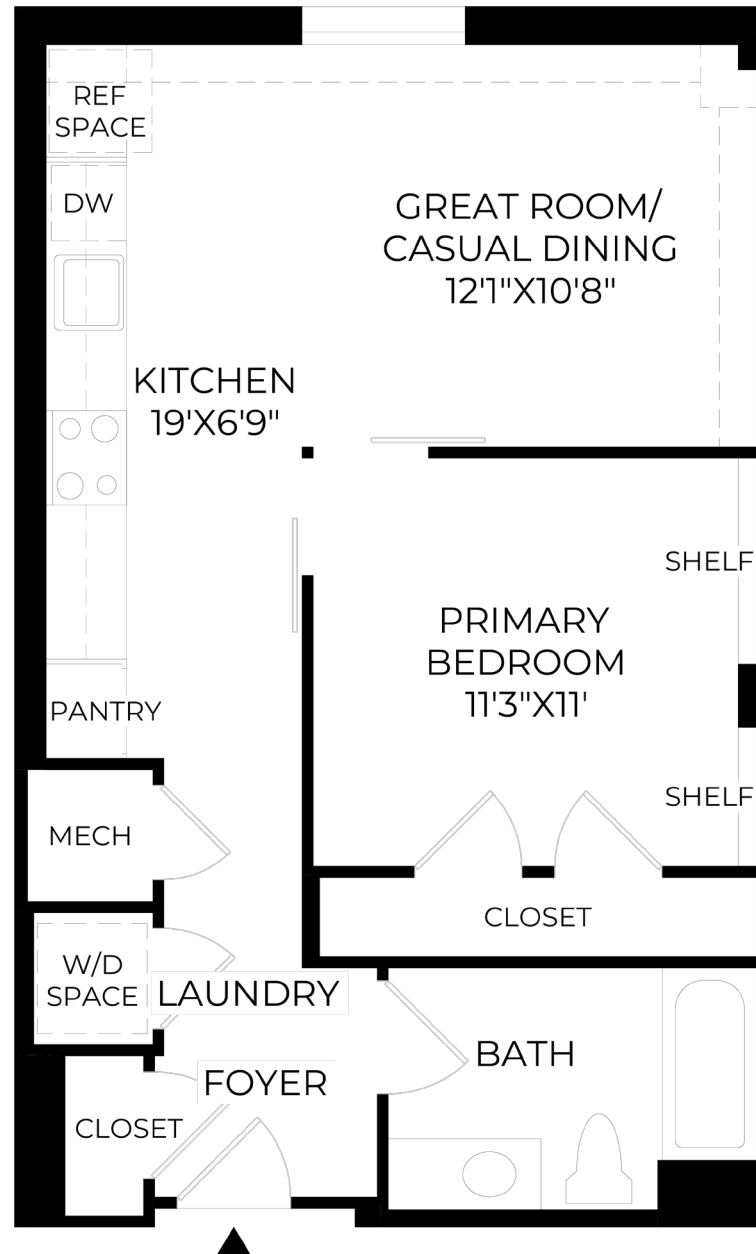 REF
SPACE
DW
GREAT ROOM/
CASUAL DINING
12'1"X10'8"
KITCHEN
19'X6'9"
SHELF
PRIMARY
BEDROOM
11'3"X11'
PANTRY
SHELF
MECH
CLOSET
W/D
SPACE
LAUNDRY
BATH
FOYER
CLOSET